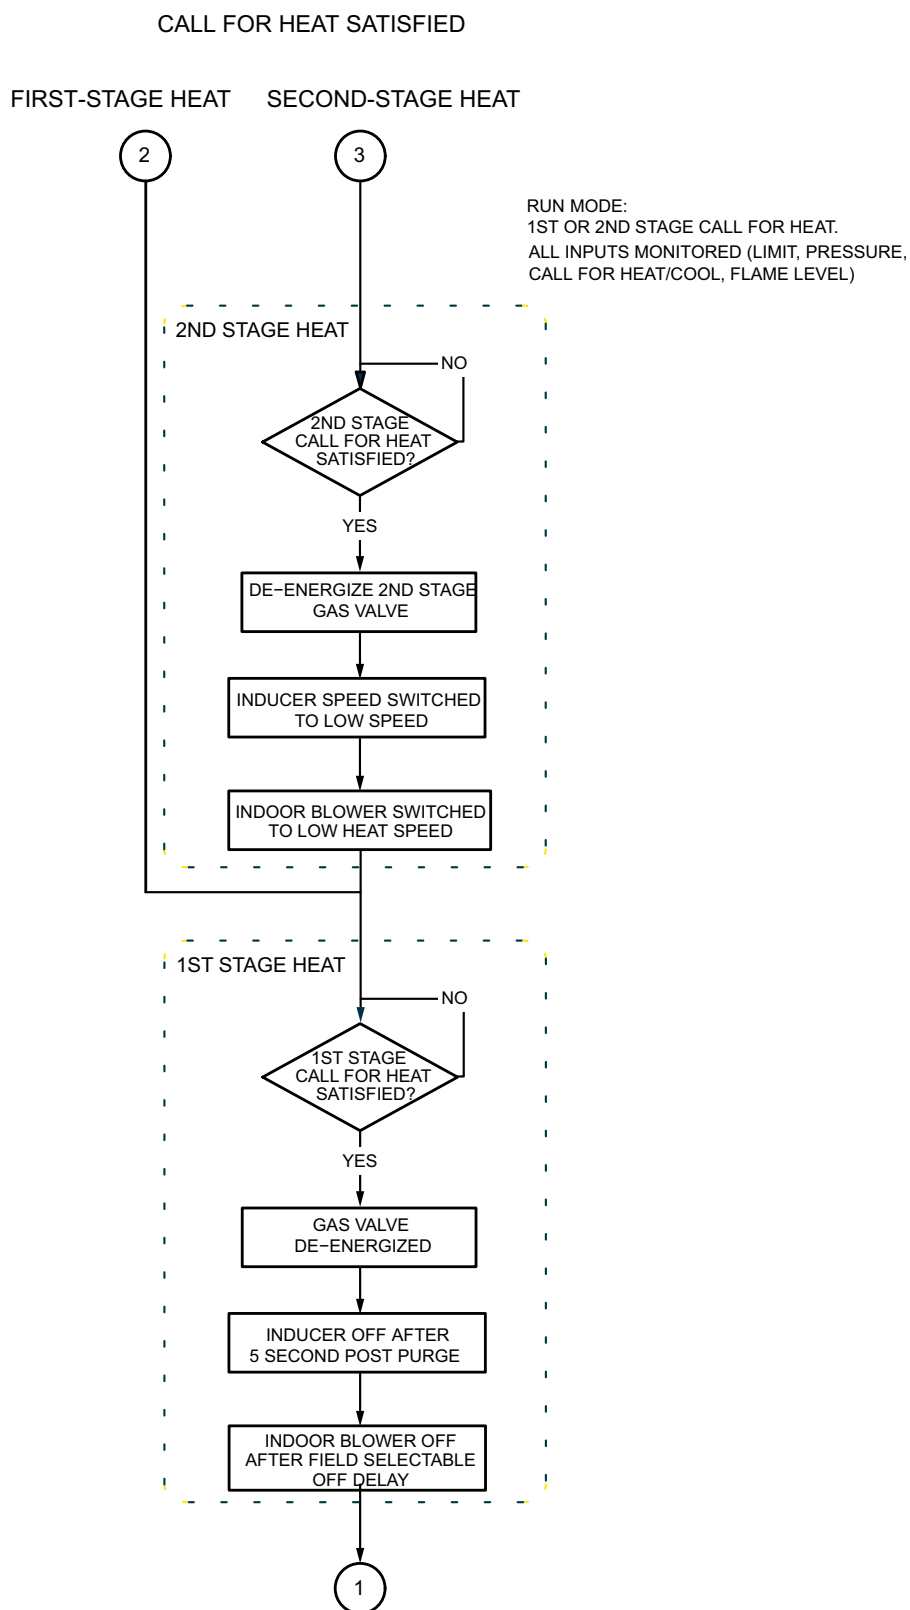 CALL FOR HEAT SATISFIED
FIRST-STAGE HEAT
SECOND-STAGE HEAT
2
3
RUN MODE:
1ST OR 2ND STAGE CALL FOR HEAT.
ALL INPUTS MONITORED (LIMIT, PRESSURE,
CALL FOR HEAT/COOL, FLAME LEVEL)
2ND STAGE HEAT
NO
2ND STAGE
CALL FOR HEAT
SATISFIED?
YES
DE−ENERGIZE 2ND STAGE
GAS VALVE
INDUCER SPEED SWITCHED
TO LOW SPEED
INDOOR BLOWER SWITCHED
TO LOW HEAT SPEED
1ST STAGE HEAT
NO
1ST STAGE
CALL FOR HEAT
SATISFIED?
YES
GAS VALVE
DE−ENERGIZED
INDUCER OFF AFTER
5 SECOND POST PURGE
INDOOR BLOWER OFF
AFTER FIELD SELECTABLE
OFF DELAY
1